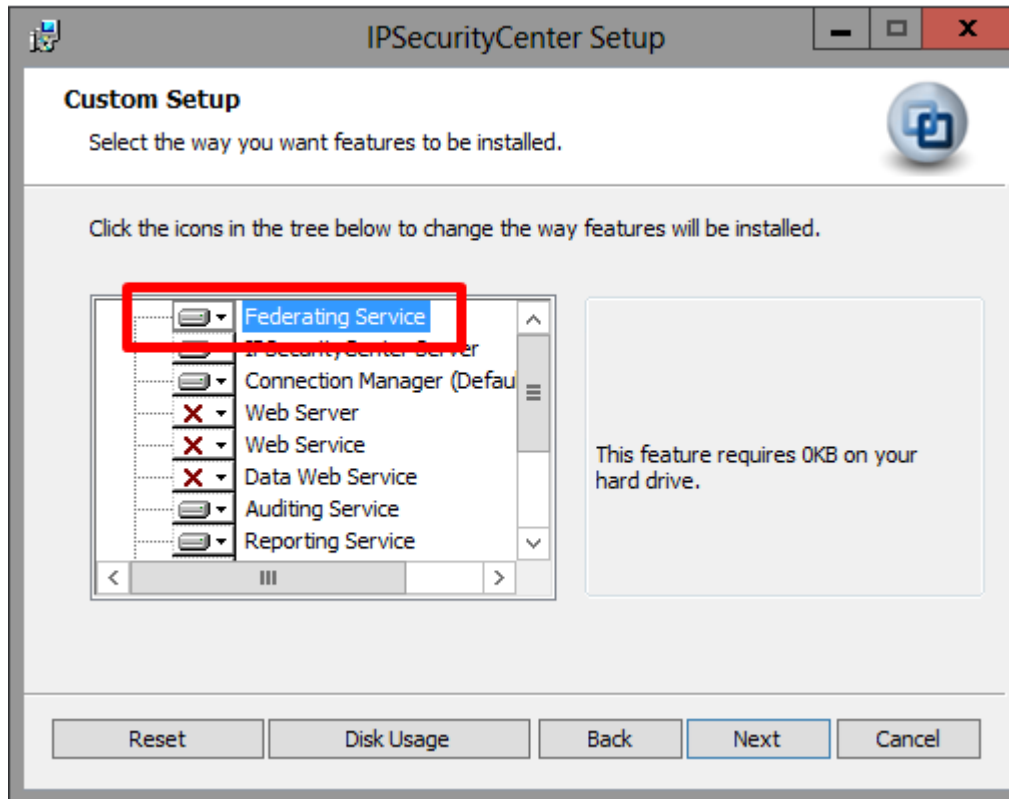 IPSecurityCenter Setup
Custom Setup
Select the way you want features to be installed.
Click the icons in the tree below to change the way features will be installed.
Federating Service
IPSecurityCenter Server
Connection Manager (Defau
Web Server
Web Service
Data Web Service
Auditing Service
Reporting Service
This feature requires 0KB on your
hard drive.
Reset
Disk Usage
Back
Next
Cancel